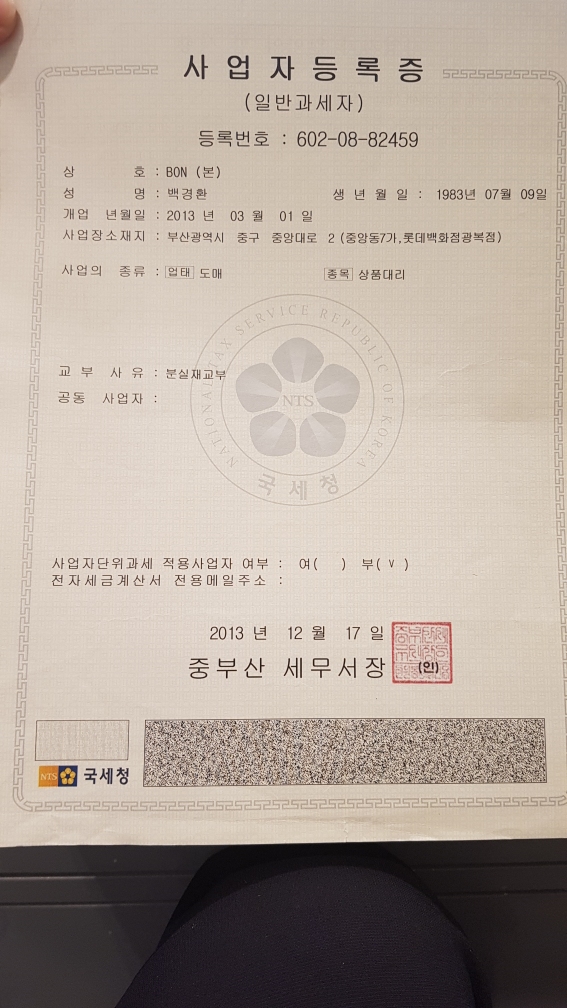 사업자등록증
(일반과세자)
등록번호 : 602-08-82459
상 호 : BON (본)
성 명 : 백경환 생 년 월 일 : 1983년 07월 09일
개업 년월일 : 2013 년 03 월 01 일
사업장소재지 : 부산광역시 중구 중앙대로 2 (중앙동7가,롯데백화점광복점)
사업의 종류 : 업태 도매 종목 상품대리
NATIONAL TAX SERVICE REPUBLIC OF KOREA
교 부 사 유 : 분실재교부
공동 사업자 :
NTS
국세청
사업자단위과세 적용사업자 여부 : 여( ) 부( v )
전자세금계산서 전용메일주소 :
2013 년 12 월 17 일
중부산 세무서장 (인)
NTS 국세청